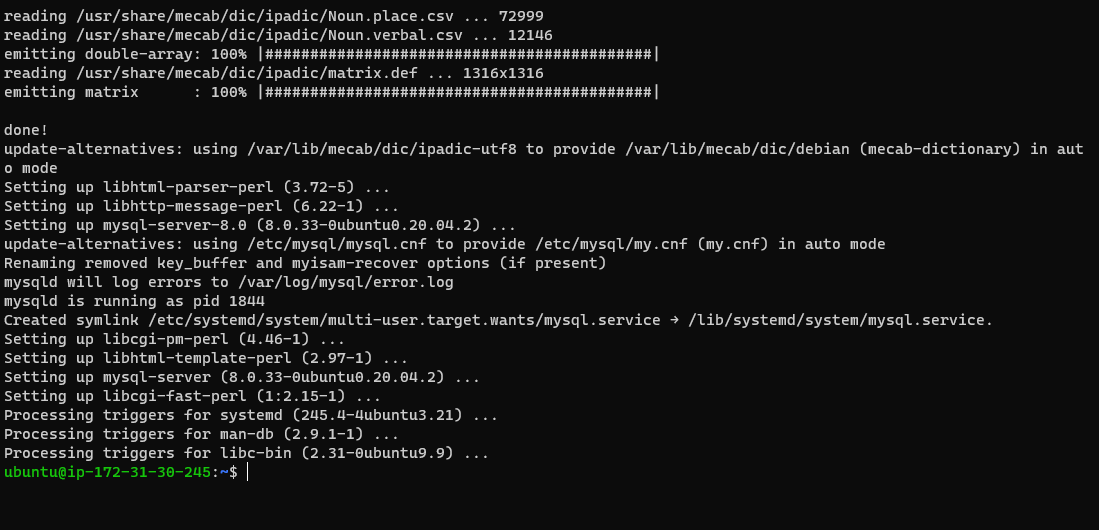 reading /usr/share/mecab/dic/ipadic/Noun.place.csv ... 72999
reading /usr/share/mecab/dic/ipadic/Noun.verbal.csv ... 12146
emitting double-array: 100% |###########################################|
reading /usr/share/mecab/dic/ipadic/matrix.def ... 1316x1316
emitting matrix      : 100% |###########################################|

done!
update-alternatives: using /var/lib/mecab/dic/ipadic-utf8 to provide /var/lib/mecab/dic/debian (mecab-dictionary) in aut
o mode
Setting up libhtml-parser-perl (3.72-5) ...
Setting up libhttp-message-perl (6.22-1) ...
Setting up mysql-server-8.0 (8.0.33-0ubuntu0.20.04.2) ...
update-alternatives: using /etc/mysql/mysql.cnf to provide /etc/mysql/my.cnf (my.cnf) in auto mode
Renaming removed key_buffer and myisam-recover options (if present)
mysqld will log errors to /var/log/mysql/error.log
mysqld is running as pid 1844
Created symlink /etc/systemd/system/multi-user.target.wants/mysql.service → /lib/systemd/system/mysql.service.
Setting up libcgi-pm-perl (4.46-1) ...
Setting up libhtml-template-perl (2.97-1) ...
Setting up mysql-server (8.0.33-0ubuntu0.20.04.2) ...
Setting up libcgi-fast-perl (1:2.15-1) ...
Processing triggers for systemd (245.4-4ubuntu3.21) ...
Processing triggers for man-db (2.9.1-1) ...
Processing triggers for libc-bin (2.31-0ubuntu9.9) ...
ubuntu@ip-172-31-30-245:~$